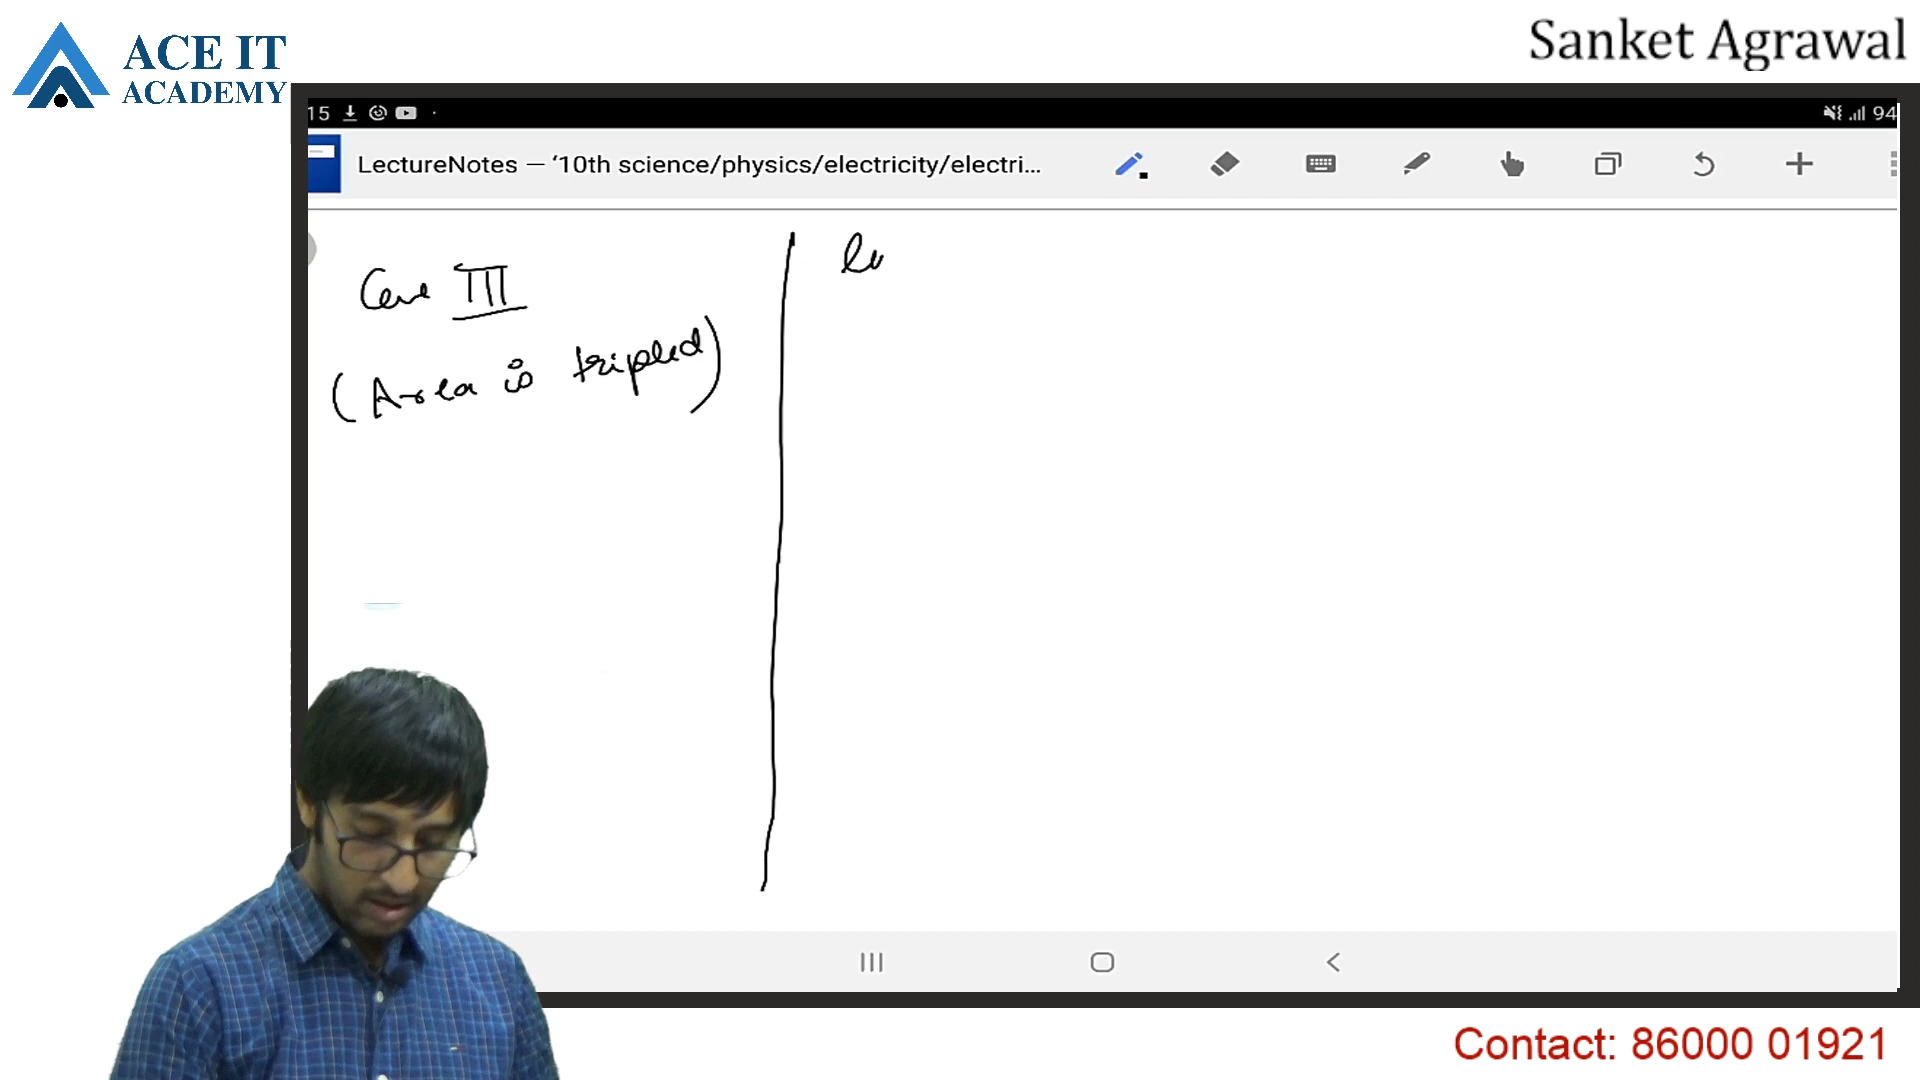 ACE IT
ACADEMY
Sanket Agrawal
15
94
LectureNotes — ‘10th science/physics/electricity/electri...
Case III
(Area is tripled)
Contact: 86000 01921